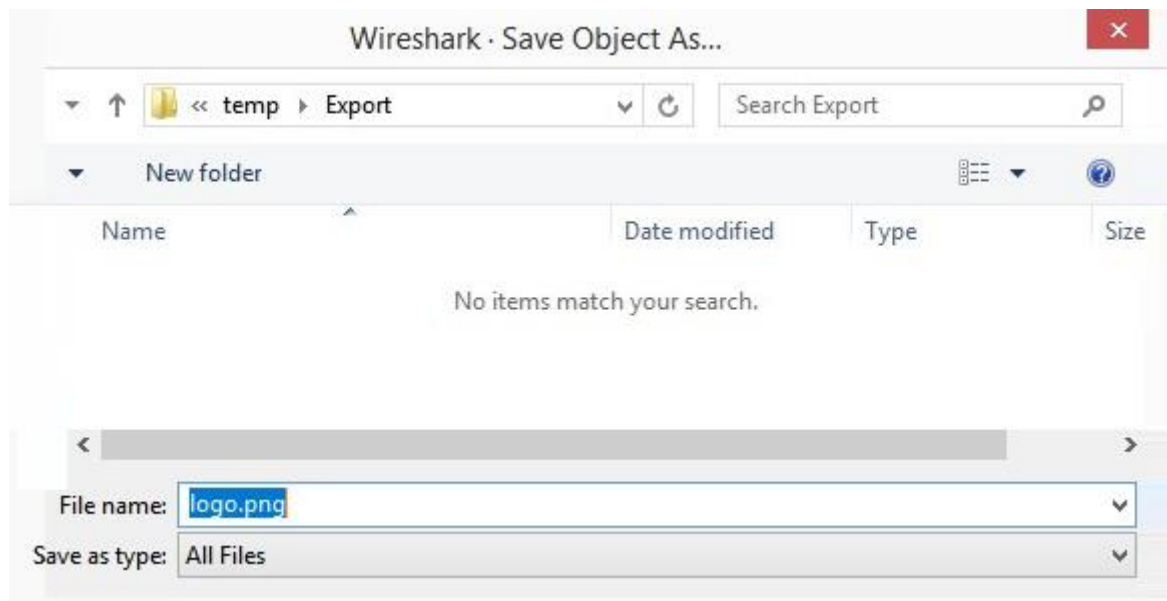 Wireshark · Save Object As...
« temp Export Search Export
New folder
Name Date modified Type Size
No items match your search.
File name: logo.png
Save as type: All Files